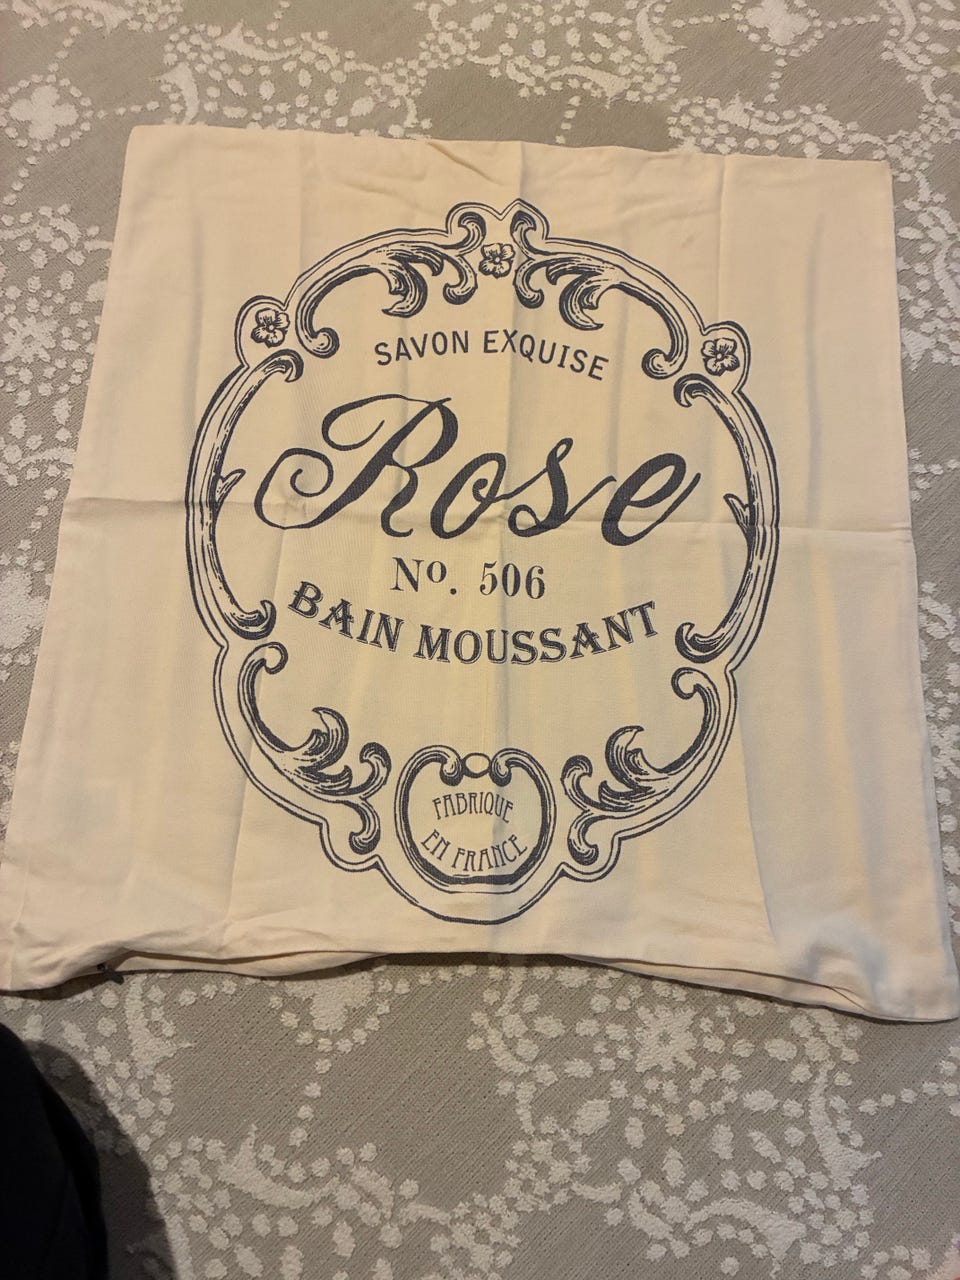 SAVON EXQUISE
Rose
Nº. 506
BAIN MOUSSANT
FABRIQUE
EN FRANCE